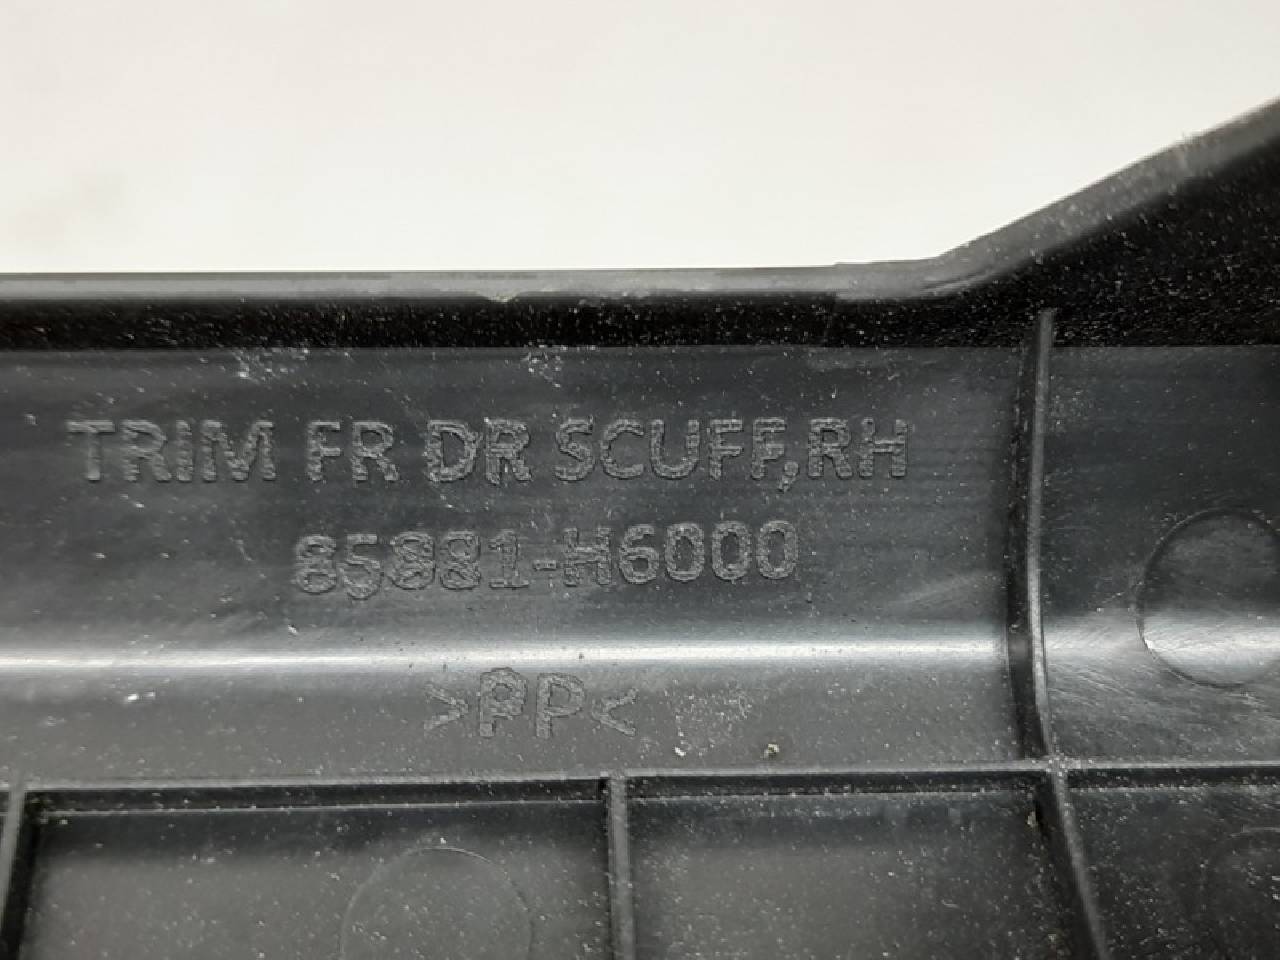 TRIM FR DR SCUFF,RH
85881-H6000
>PP<